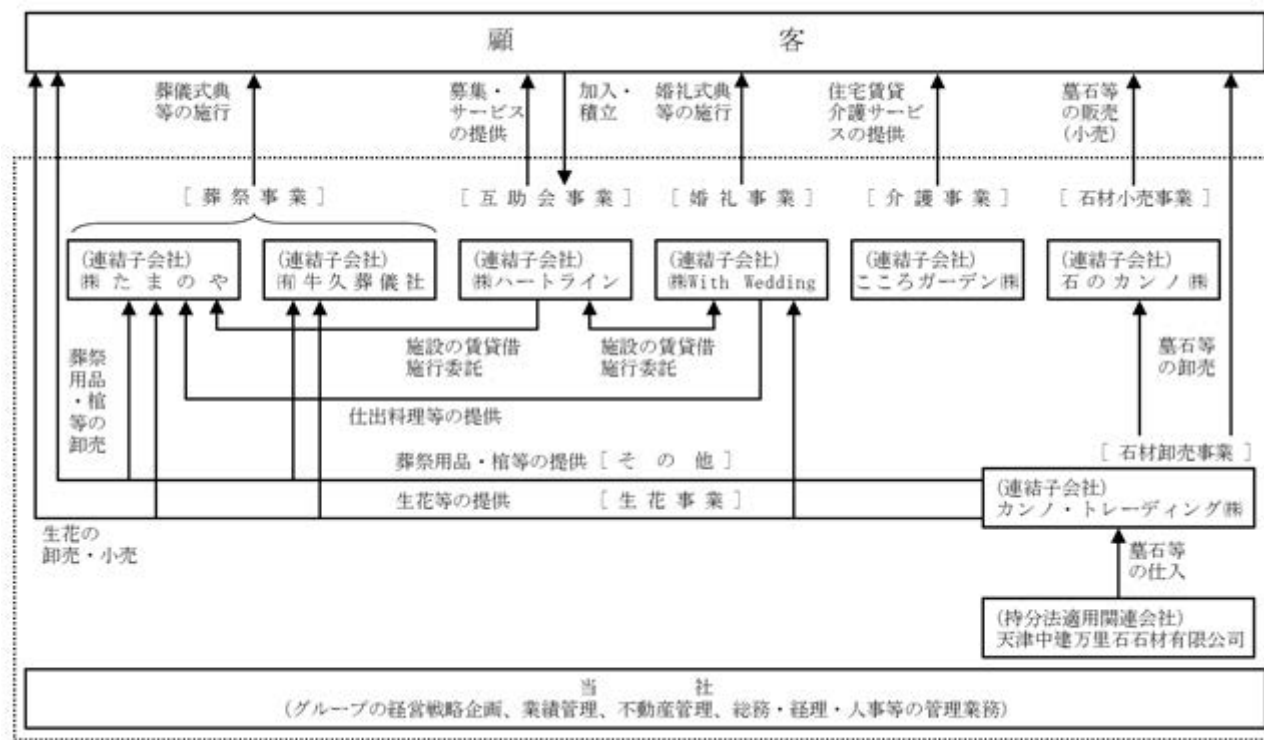 顧客
葬儀式典
等の施行
募集・
サービス
の提供
加入・
積立
婚礼式典
等の施行
住宅賃貸
介護サービ
スの提供
墓石等
の販売
(小売)
[葬祭事業]
[互助会事業]
[婚礼事業]
[介護事業]
[石材小売事業]
(連結子会社)
㈱たまのや
(連結子会社)
㈲牛久葬儀社
(連結子会社)
㈱ハートライン
(連結子会社)
㈱With Wedding
(連結子会社)
こころガーデン㈱
(連結子会社)
石のカンノ㈱
葬祭
用品
・棺
等の
卸売
施設の賃貸借
施行委託
施設の賃貸借
施行委託
墓石等
の卸売
仕出料理等の提供
[石材卸売事業]
葬祭用品・棺等の提供[その他]
生花等の提供 [生花事業]
(連結子会社)
カンノ・トレーディング㈱
生花の
卸売・小売
墓石等
の仕入
(持分法適用関連会社)
天津中建万里石石材有限公司
当社
(グループの経営戦略企画、業績管理、不動産管理、総務・経理・人事等の管理業務)